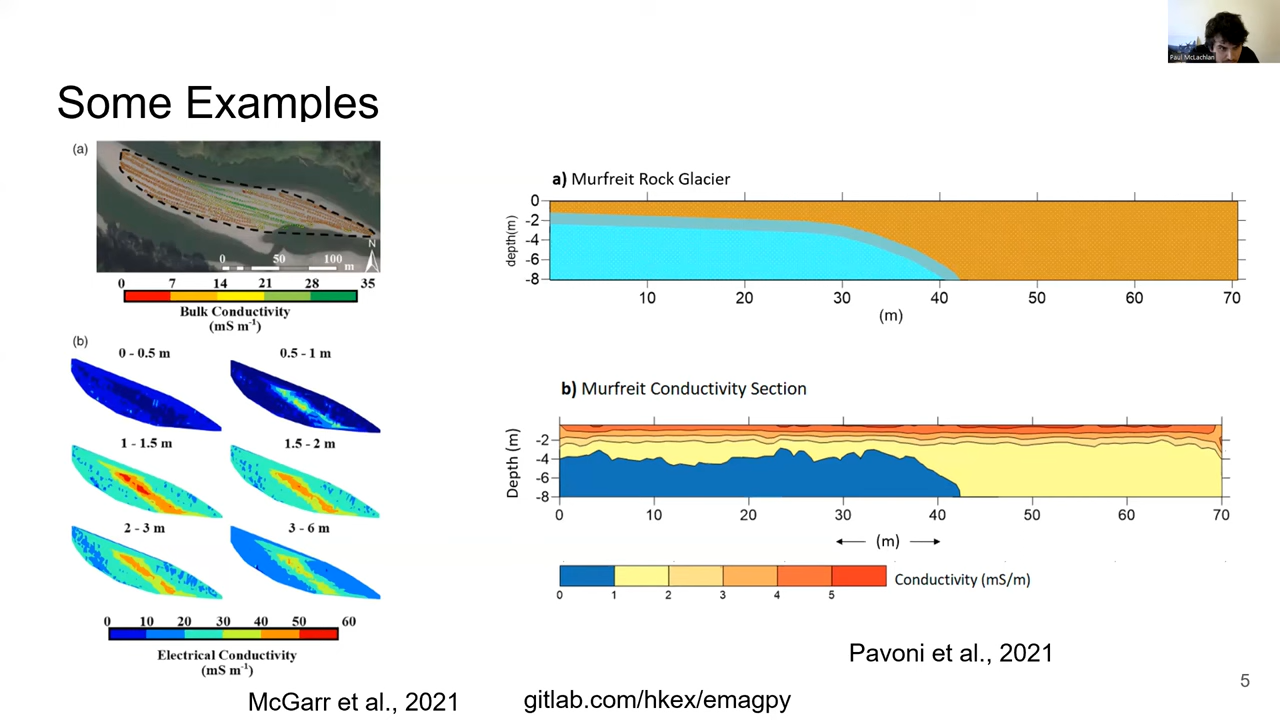 Paul McLachlan
Some Examples
(a)
N
0 50 100
m
0 7 14 21 28 35
Bulk Conductivity
(mS m-1)
(b)
0 - 0.5 m 0.5 - 1 m
1 - 1.5 m 1.5 - 2 m
2 - 3 m 3 - 6 m
0 10 20 30 40 50 60
Electrical Conductivity
(mS m-1)
McGarr et al., 2021
a) Murfreit Rock Glacier
depth(m)
0
-2
-4
-6
-8
10 20 30 40 50 60 70
(m)
b) Murfreit Conductivity Section
Depth (m)
-2
-4
-6
-8
0 10 20 30 40 50 60 70
(m)
0 1 2 3 4 5
Conductivity (mS/m)
Pavoni et al., 2021
gitlab.com/hkex/emagpy
5